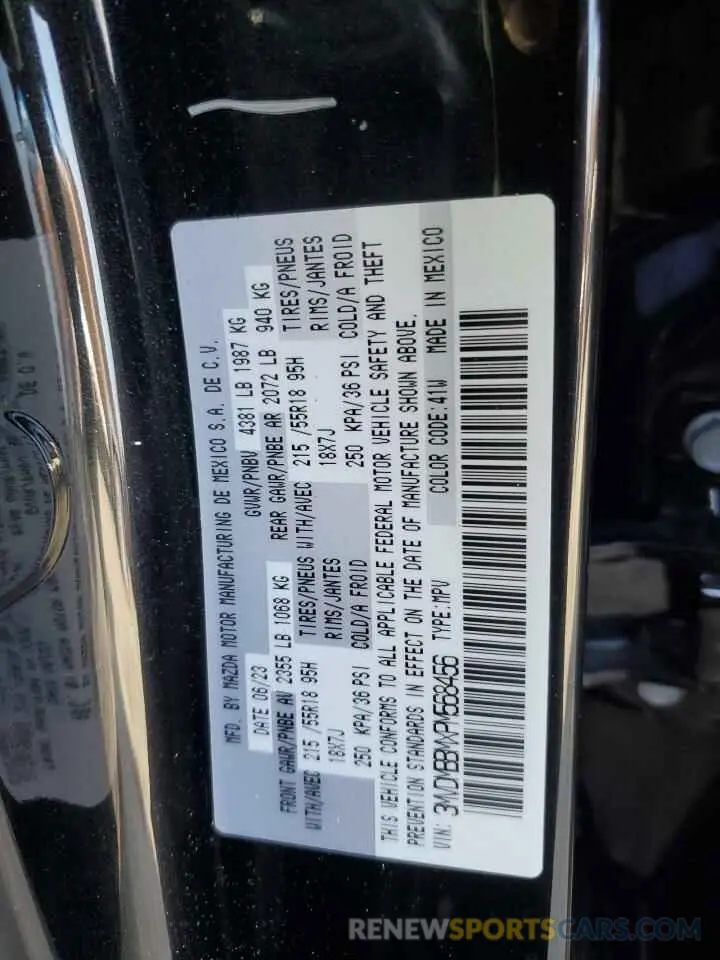 MFD. BY MAZDA MOTOR MANUFACTURING DE MEXICO S.A. DE C.V.
DATE 06/23 GVWR/PNBV 4381 LB 1987 KG
FRONT GAWR/PNBE AV 2355 LB 1068 KG REAR GAWR/PNBE AR 2072 LB 940 KG
WITH/AVEC 215 /55R18 95H TIRES/PNEUS WITH/AVEC 215 /55R18 95H TIRES/PNEUS
18X7J RIMS/JANTES 18X7J RIMS/JANTES
250 KPA/36 PSI COLD/A FROID 250 KPA/36 PSI COLD/A FROID
THIS VEHICLE CONFORMS TO ALL APPLICABLE FEDERAL MOTOR VEHICLE SAFETY AND THEFT
PREVENTION STANDARDS IN EFFECT ON THE DATE OF MANUFACTURE SHOWN ABOVE.
VIN: 3MVDMBBMXPM568456 TYPE:MPV COLOR CODE:41W MADE IN MEXICO
RENEWSPORTSCARS.COM